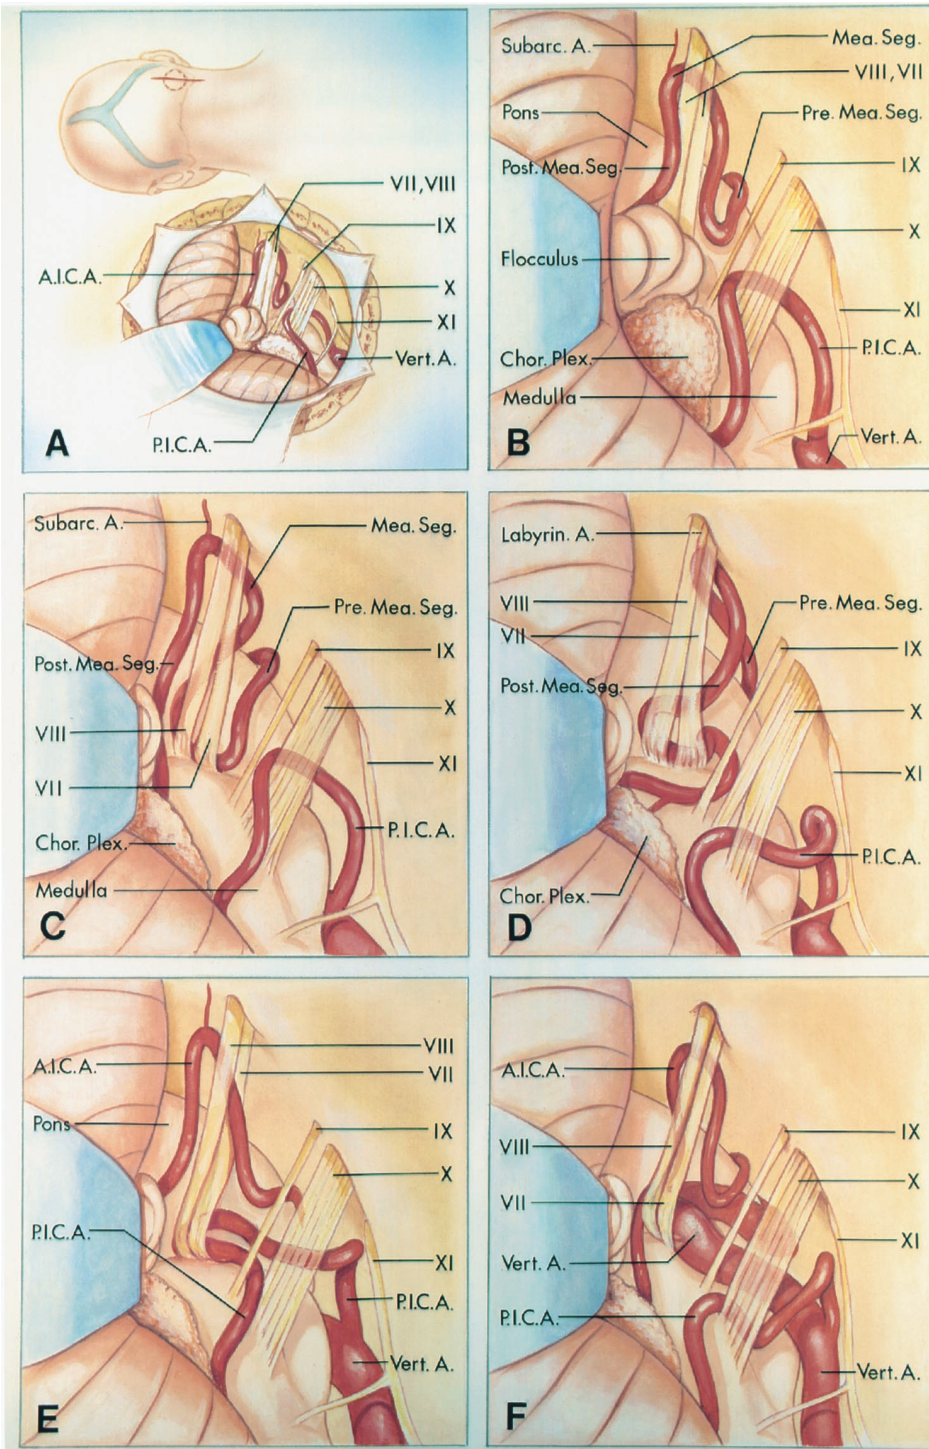 VII,VIII
IX
A.I.C.A.
X
XI
Vert. A.
P.I.C.A.
A
Subarc. A.
Mea. Seg.
VIII, VII
Pons
Pre. Mea. Seg.
Post. Mea. Seg.
IX
X
Flocculus
XI
Chor. Plex.
P.I.C.A.
Medulla
Vert. A.
B
Subarc. A.
Mea. Seg.
Pre. Mea. Seg.
IX
Post. Mea. Seg.
X
VIII
XI
VII
P.I.C.A.
Chor. Plex.
Medulla
C
Labyrin. A.
VIII
Pre. Mea. Seg.
VII
IX
Post. Mea. Seg.
X
XI
P.I.C.A.
Chor. Plex.
D
VIII
A.I.C.A.
VII
Pons
IX
X
P.I.C.A.
XI
P.I.C.A.
Vert. A.
E
A.I.C.A.
IX
VIII
X
VII
XI
Vert. A.
P.I.C.A.
Vert. A.
F